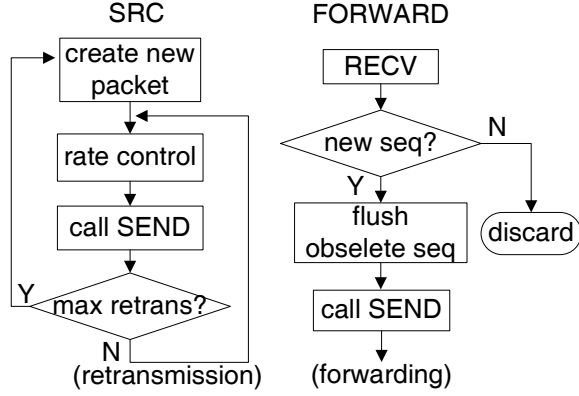 SRC
create new
packet
rate control
call SEND
Y
max retrans?
N
(retransmission)
FORWARD
RECV
new seq?
N
Y
flush
obselete seq
discard
call SEND
(forwarding)